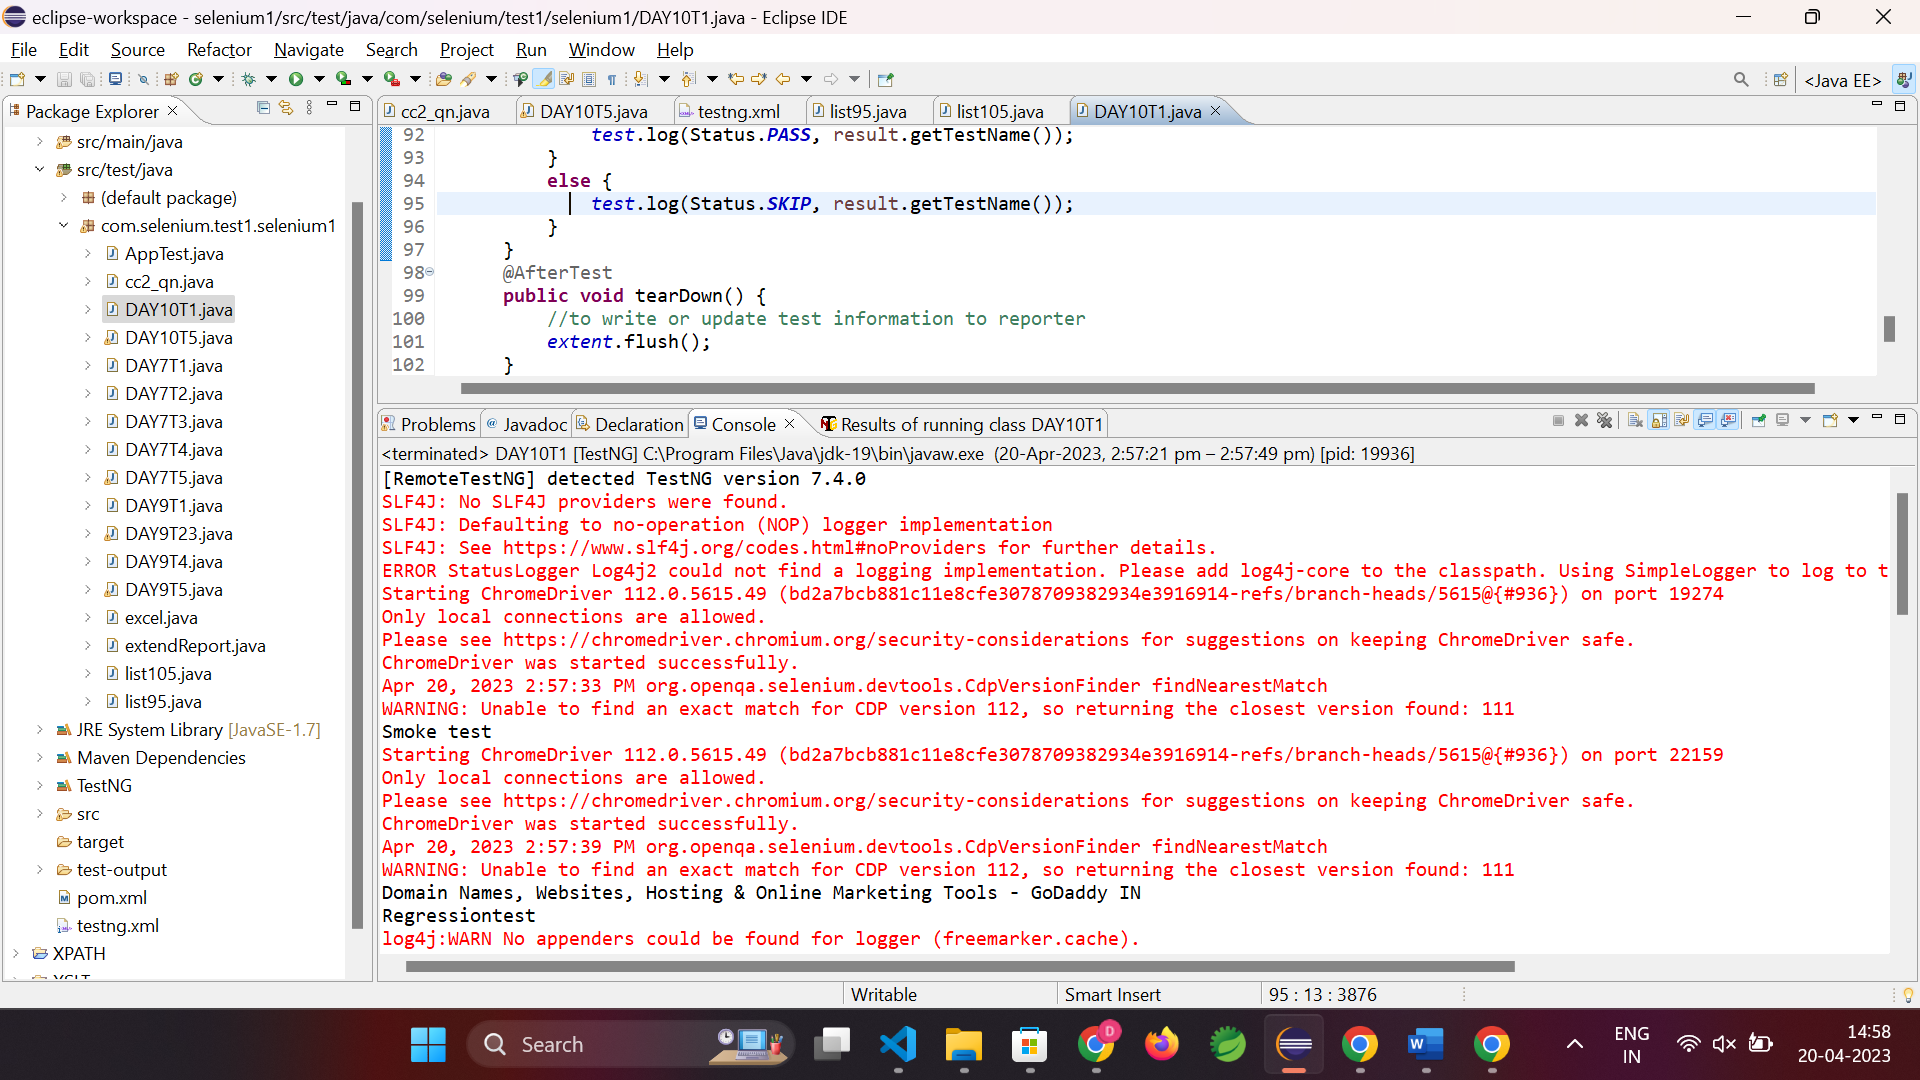 eclipse-workspace - selenium1/src/test/java/com/selenium/test1/selenium1/DAY10T1.java - Eclipse IDE
File Edit Source Refactor Navigate Search Project Run Window Help
<Java EE>
Package Explorer
src/main/java
src/test/java
(default package)
com.selenium.test1.selenium1
AppTest.java
cc2_qn.java
DAY10T1.java
DAY10T5.java
DAY7T1.java
DAY7T2.java
DAY7T3.java
DAY7T4.java
DAY7T5.java
DAY9T1.java
DAY9T23.java
DAY9T4.java
DAY9T5.java
excel.java
extendReport.java
list105.java
list95.java
JRE System Library [JavaSE-1.7]
Maven Dependencies
TestNG
src
target
test-output
pom.xml
testng.xml
XPATH
cc2_qn.java DAY10T5.java testng.xml list95.java list105.java DAY10T1.java
92 test.log(Status.PASS, result.getTestName());
93 }
94 else {
95 test.log(Status.SKIP, result.getTestName());
96 }
97 }
98 @AfterTest
99 public void tearDown() {
100 //to write or update test information to reporter
101 extent.flush();
102 }
Problems Javadoc Declaration Console Results of running class DAY10T1
<terminated> DAY10T1 [TestNG] C:\Program Files\Java\jdk-19\bin\javaw.exe (20-Apr-2023, 2:57:21 pm – 2:57:49 pm) [pid: 19936]
[RemoteTestNG] detected TestNG version 7.4.0
SLF4J: No SLF4J providers were found.
SLF4J: Defaulting to no-operation (NOP) logger implementation
SLF4J: See https://www.slf4j.org/codes.html#noProviders for further details.
ERROR StatusLogger Log4j2 could not find a logging implementation. Please add log4j-core to the classpath. Using SimpleLogger to log to t
Starting ChromeDriver 112.0.5615.49 (bd2a7bcb881c11e8cfe3078709382934e3916914-refs/branch-heads/5615@{#936}) on port 19274
Only local connections are allowed.
Please see https://chromedriver.chromium.org/security-considerations for suggestions on keeping ChromeDriver safe.
ChromeDriver was started successfully.
Apr 20, 2023 2:57:33 PM org.openqa.selenium.devtools.CdpVersionFinder findNearestMatch
WARNING: Unable to find an exact match for CDP version 112, so returning the closest version found: 111
Smoke test
Starting ChromeDriver 112.0.5615.49 (bd2a7bcb881c11e8cfe3078709382934e3916914-refs/branch-heads/5615@{#936}) on port 22159
Only local connections are allowed.
Please see https://chromedriver.chromium.org/security-considerations for suggestions on keeping ChromeDriver safe.
ChromeDriver was started successfully.
Apr 20, 2023 2:57:39 PM org.openqa.selenium.devtools.CdpVersionFinder findNearestMatch
WARNING: Unable to find an exact match for CDP version 112, so returning the closest version found: 111
Domain Names, Websites, Hosting & Online Marketing Tools - GoDaddy IN
Regressiontest
log4j:WARN No appenders could be found for logger (freemarker.cache).
Writable Smart Insert 95 : 13 : 3876
Search
D
ENG
IN
14:58
20-04-2023